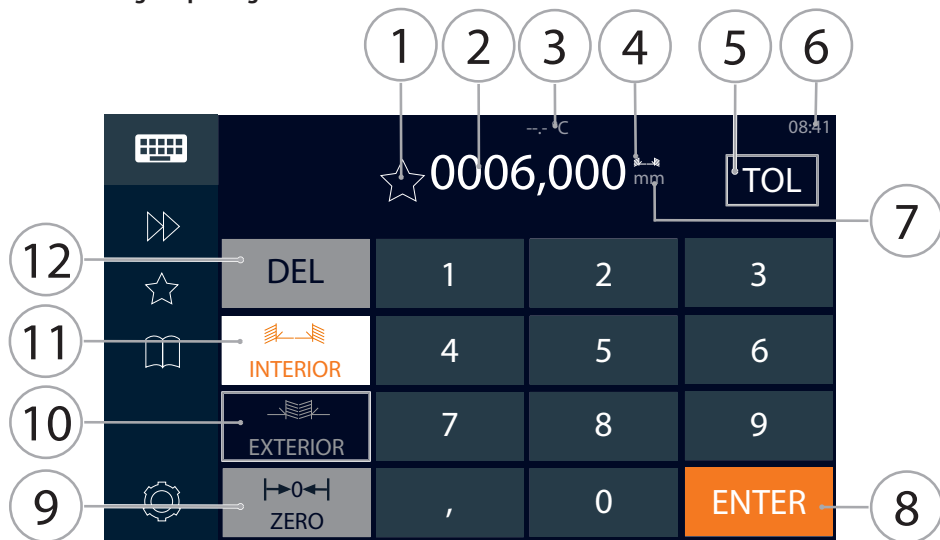 1 2 3 4 5 6
--.- °C 08:41
0006,000 mm TOL
7
12 DEL 1 2 3
11 INTERIOR 4 5 6
10 EXTERIOR 7 8 9
9 0 ZERO , 0 ENTER 8